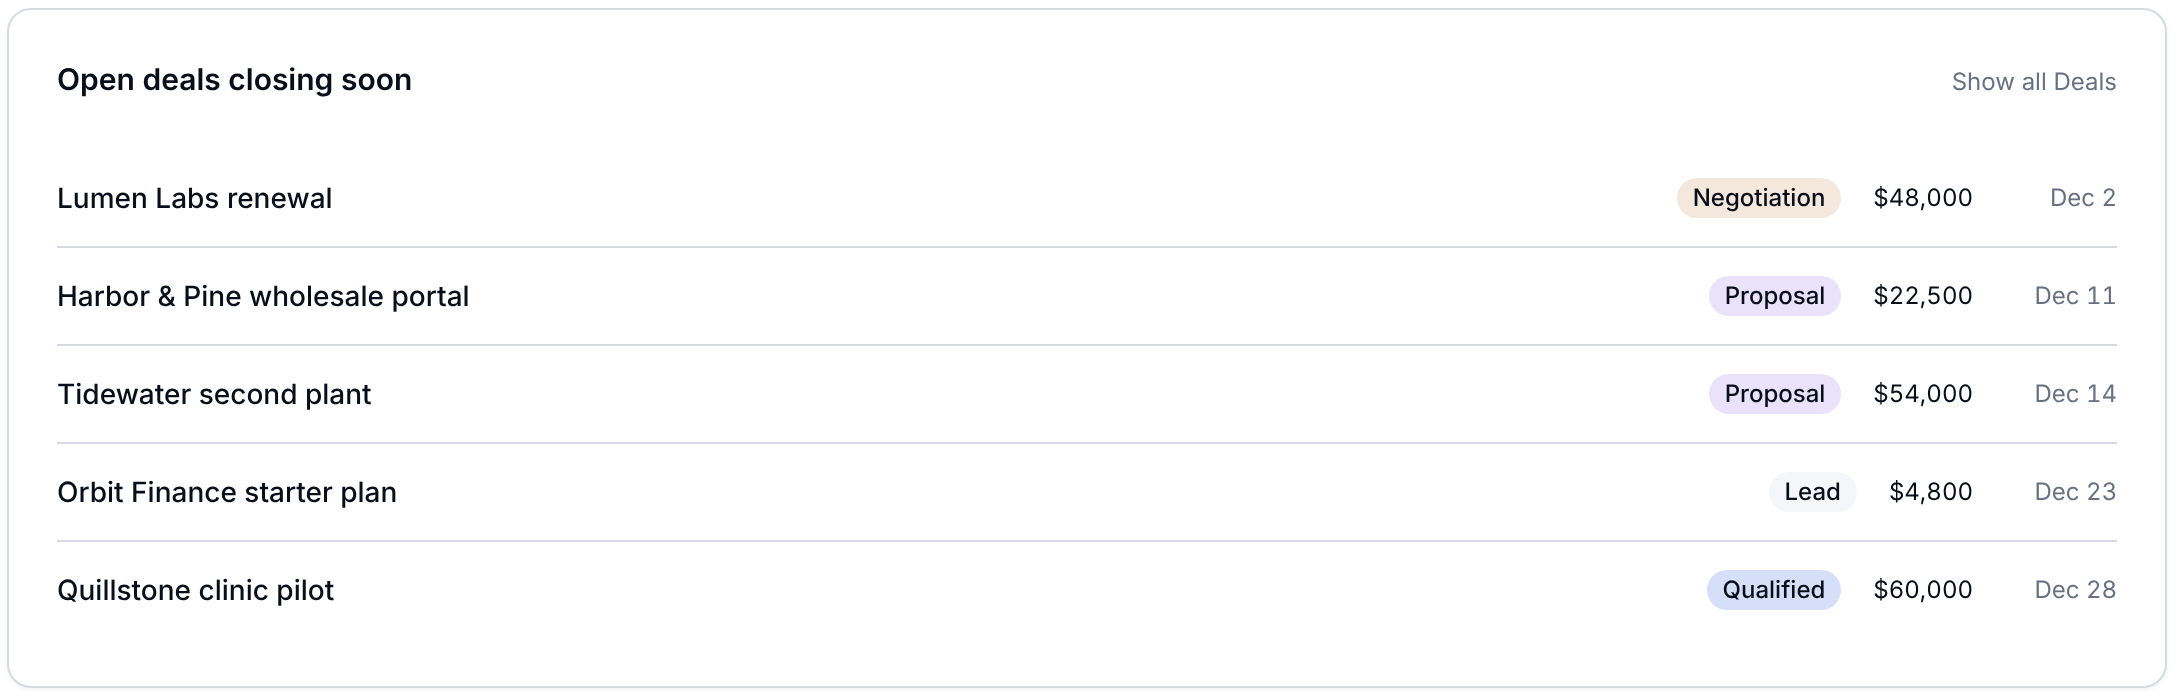 Open deals closing soon Show all Deals
Lumen Labs renewal Negotiation $48,000 Dec 2
Harbor & Pine wholesale portal Proposal $22,500 Dec 11
Tidewater second plant Proposal $54,000 Dec 14
Orbit Finance starter plan Lead $4,800 Dec 23
Quillstone clinic pilot Qualified $60,000 Dec 28